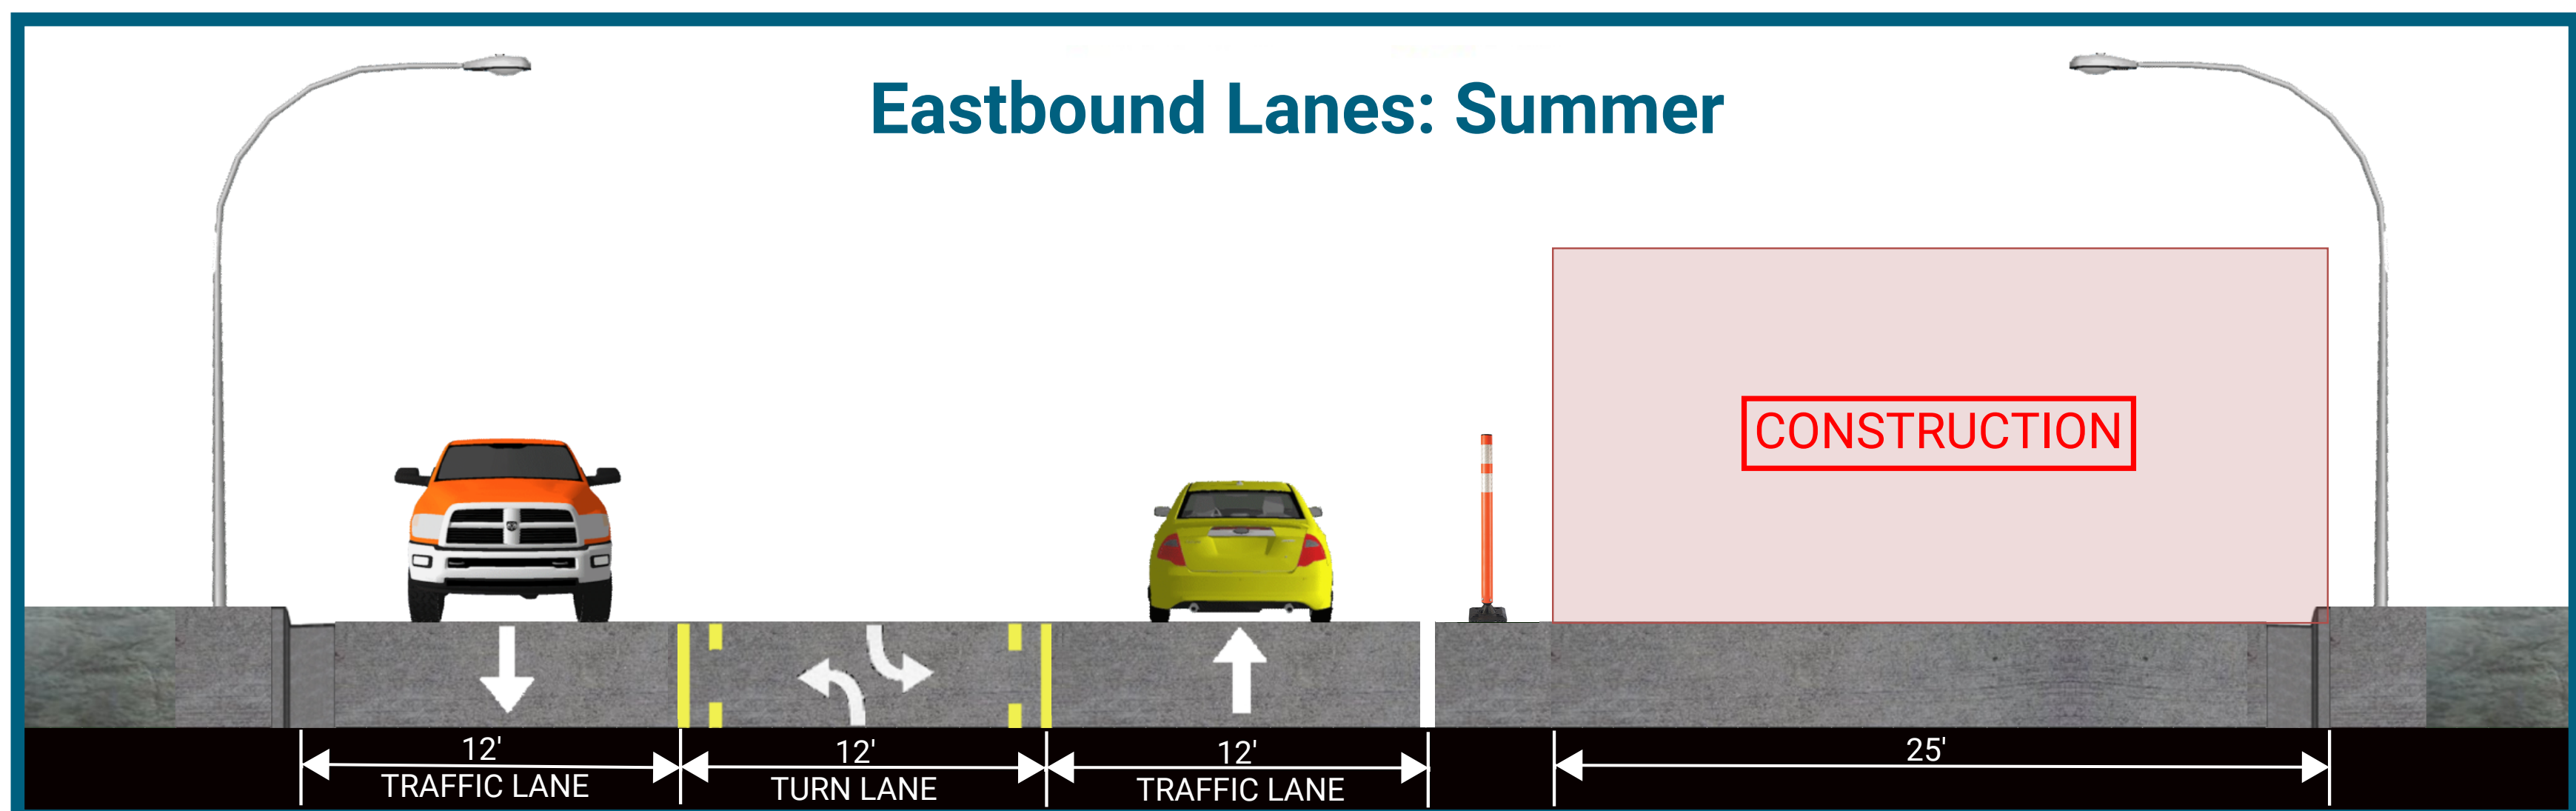 Eastbound Lanes: Summer
CONSTRUCTION
12'
TRAFFIC LANE
12'
TURN LANE
12'
TRAFFIC LANE
25'